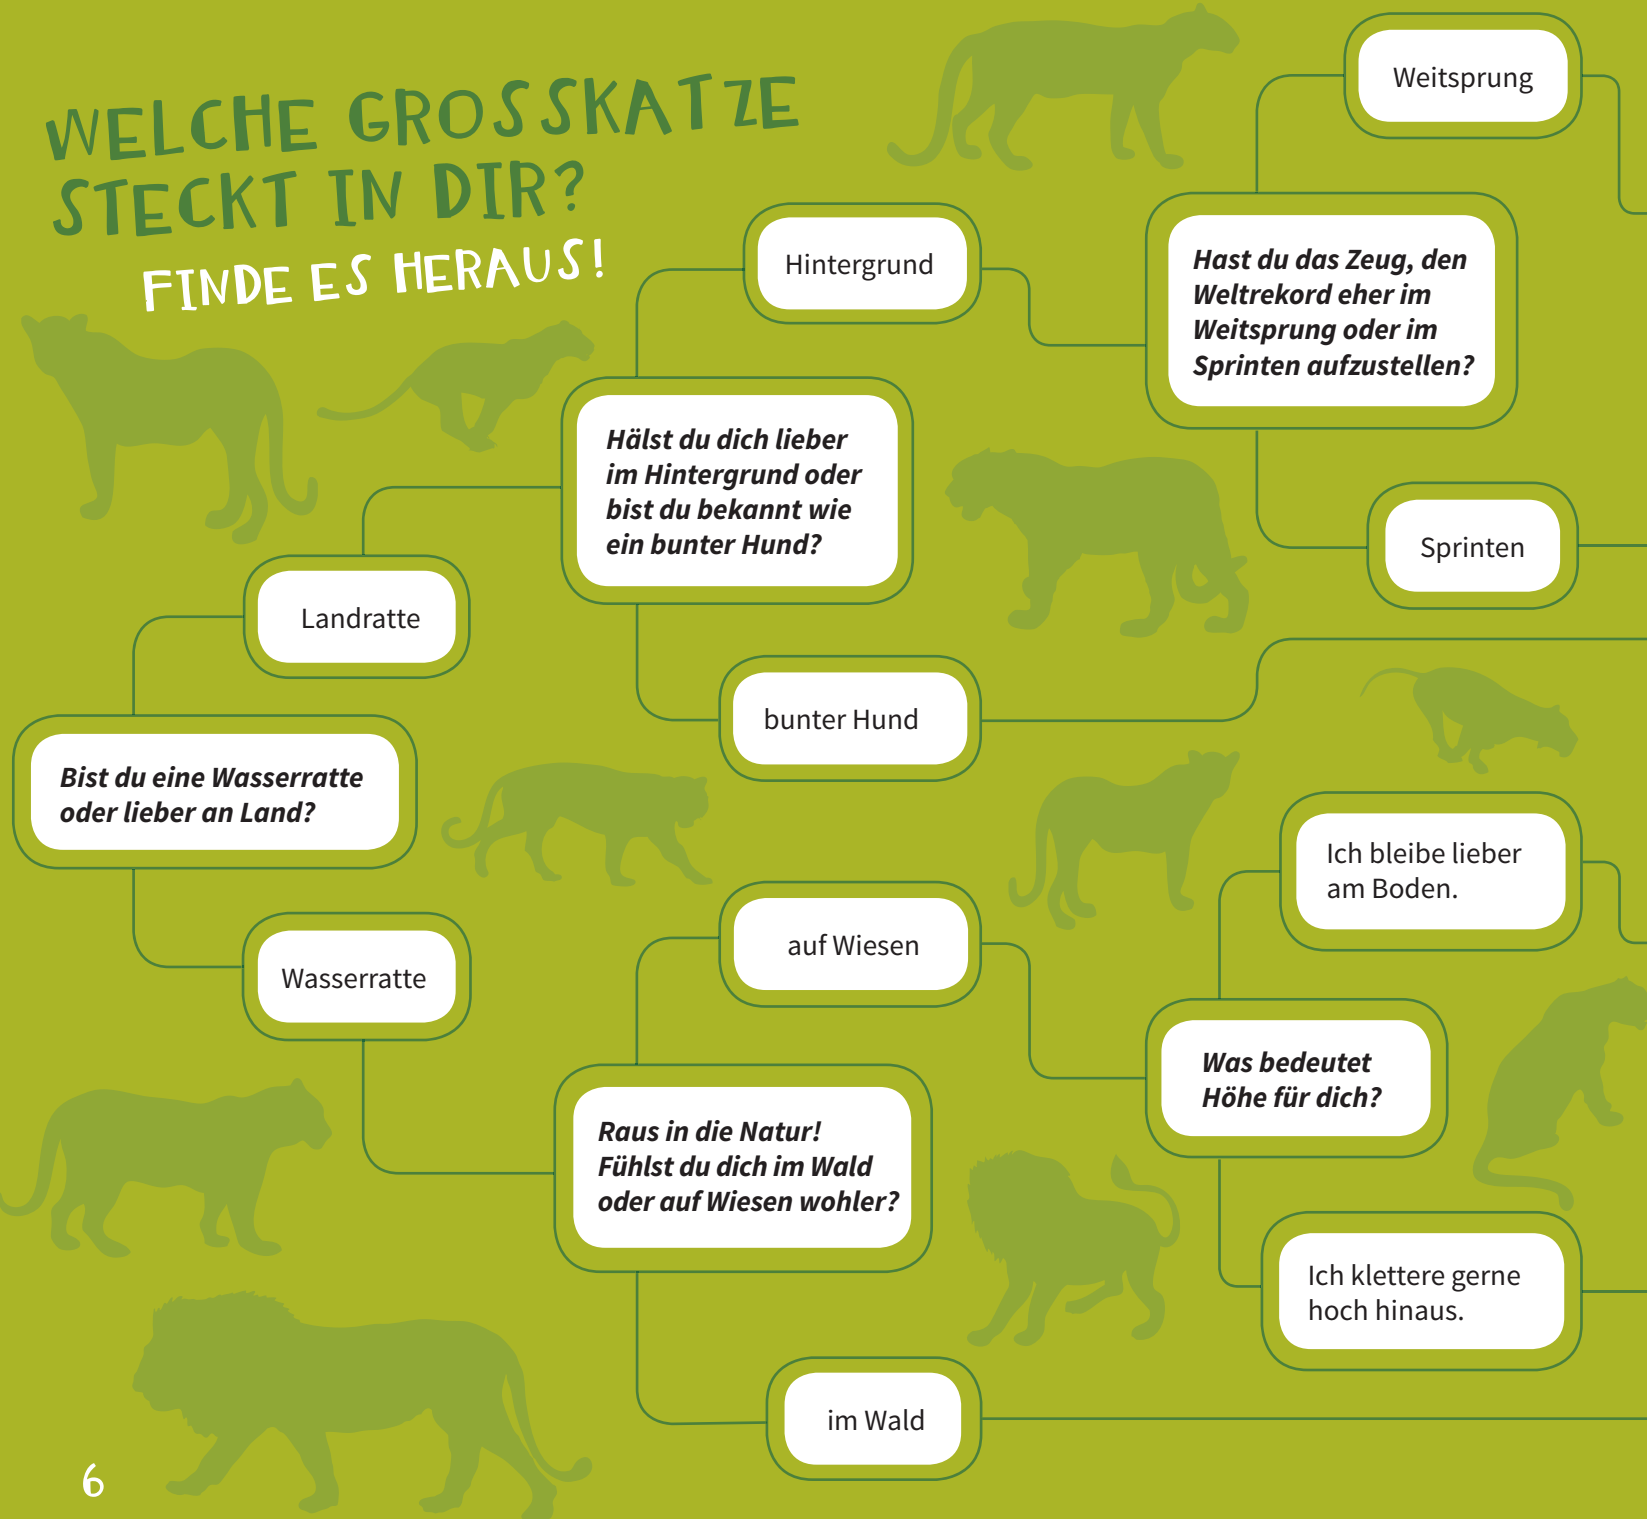 WELCHE GROSSKATZE
STECKT IN DIR?
FINDE ES HERAUS!
Weitsprung
Hintergrund
Hast du das Zeug, den
Weltrekord eher im
Weitsprung oder im
Sprinten aufzustellen?
Hälst du dich lieber
im Hintergrund oder
bist du bekannt wie
ein bunter Hund?
Sprinten
Landratte
bunter Hund
Bist du eine Wasserratte
oder lieber an Land?
Ich bleibe lieber
am Boden.
auf Wiesen
Wasserratte
Was bedeutet
Höhe für dich?
Raus in die Natur!
Fühlst du dich im Wald
oder auf Wiesen wohler?
Ich klettere gerne
hoch hinaus.
im Wald
6